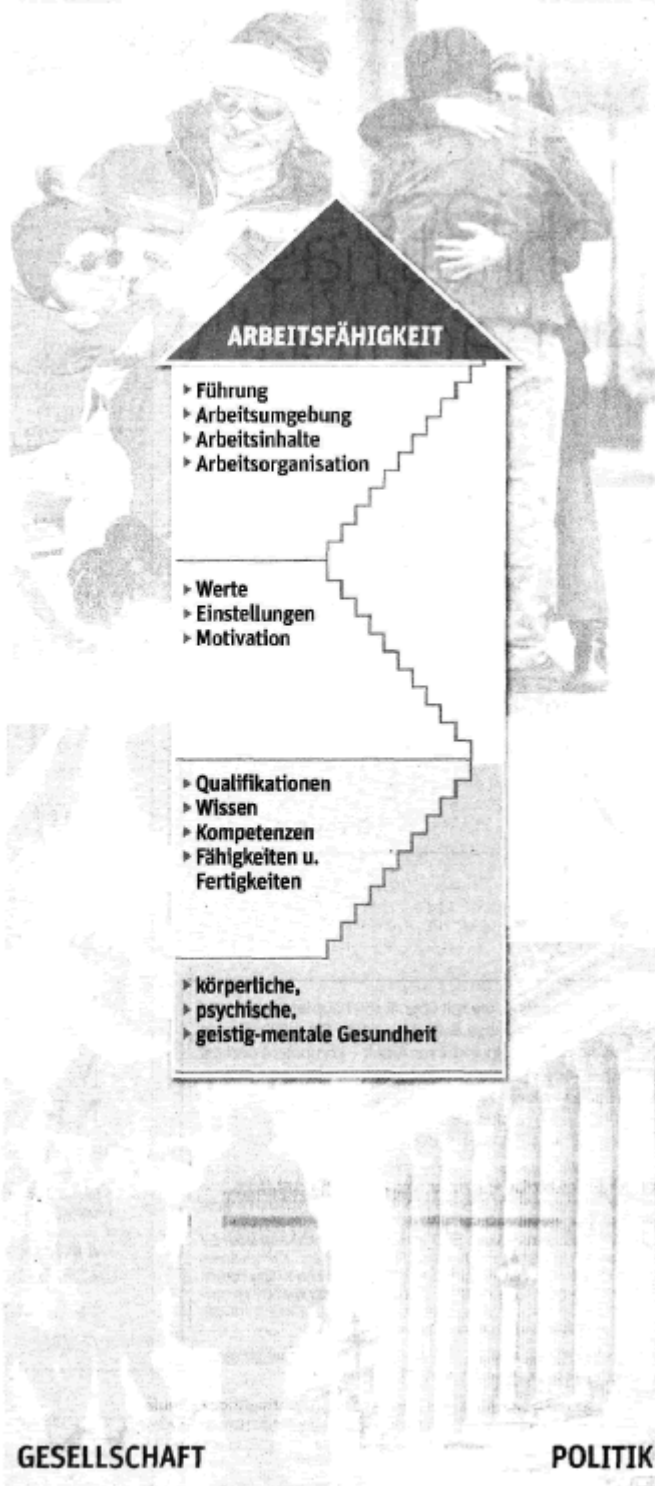 ARBEITSFÄHIGKEIT
▸ Führung
▸ Arbeitsumgebung
▸ Arbeitsinhalte
▸ Arbeitsorganisation
▸ Werte
▸ Einstellungen
▸ Motivation
▸ Qualifikationen
▸ Wissen
▸ Kompetenzen
▸ Fähigkeiten u.
Fertigkeiten
▸ körperliche,
▸ psychische,
▸ geistig-mentale Gesundheit
GESELLSCHAFT POLITIK